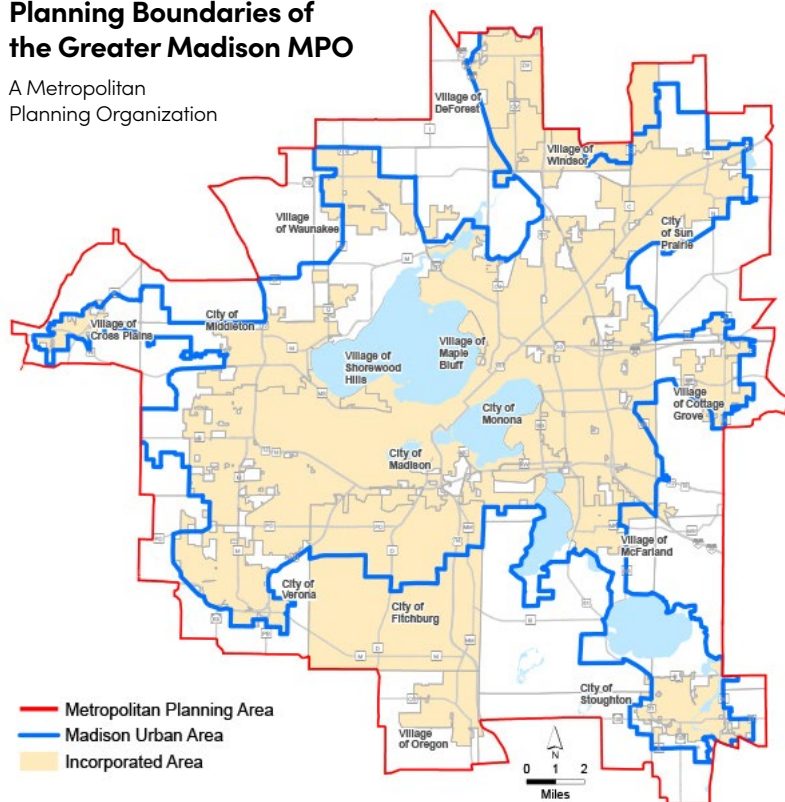 Planning Boundaries of
the Greater Madison MPO
A Metropolitan
Planning Organization
Village of
DeForest
Village of
Windsor
Village
of Waunakee
City
of Sun
Prairie
City of
Middleton
Village of
Cross Plains
Village of
Shorewood
Hills
Village of
Maple
Bluff
Village
of Cottage
Grove
City of
Monona
City of
Madison
Village of
McFarland
City of
Verona
City of
Fitchburg
City of
Stoughton
Village
of Oregon
Metropolitan Planning Area
Madison Urban Area
Incorporated Area
N
0 1 2
Miles